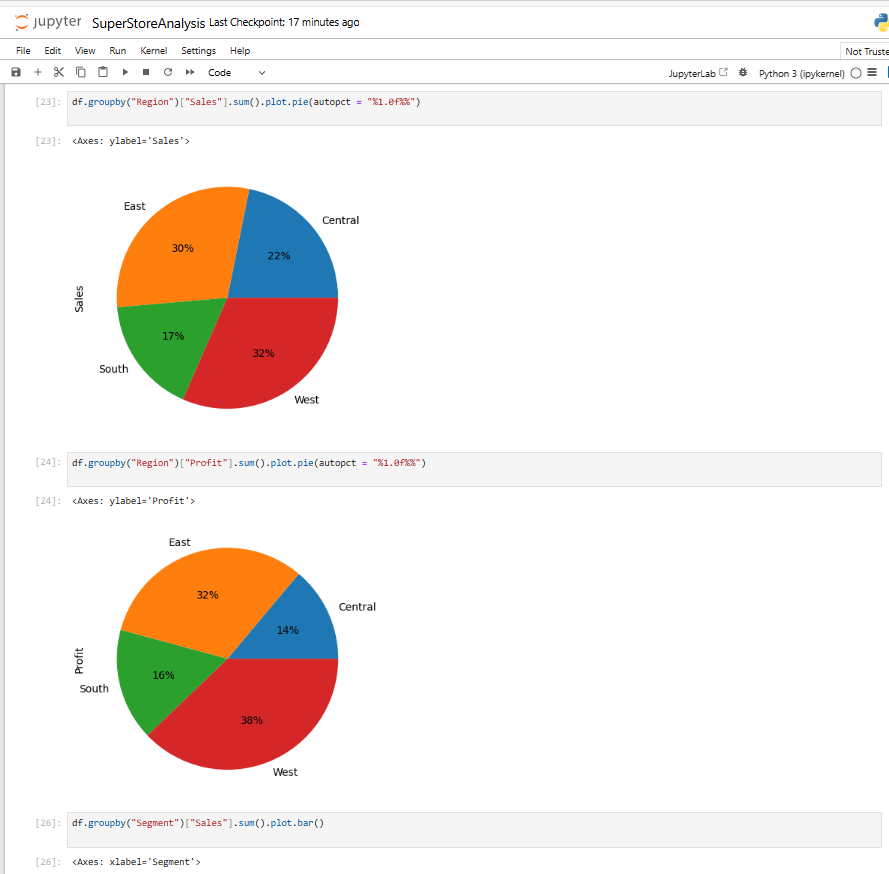 jupyter SuperStoreAnalysis Last Checkpoint: 17 minutes ago
File Edit View Run Kernel Settings Help
Not Truste
Code JupyterLab Python 3 (ipykernel)
[23]: df.groupby("Region")["Sales"].sum().plot.pie(autopct = "%1.0f%%")
[23]: <Axes: ylabel='Sales'>
East
Central
30%
22%
Sales
17%
32%
South
West
[24]: df.groupby("Region")["Profit"].sum().plot.pie(autopct = "%1.0f%%")
[24]: <Axes: ylabel='Profit'>
East
32%
Central
14%
Profit
16%
South
38%
West
[26]: df.groupby("Segment")["Sales"].sum().plot.bar()
[26]: <Axes: xlabel='Segment'>